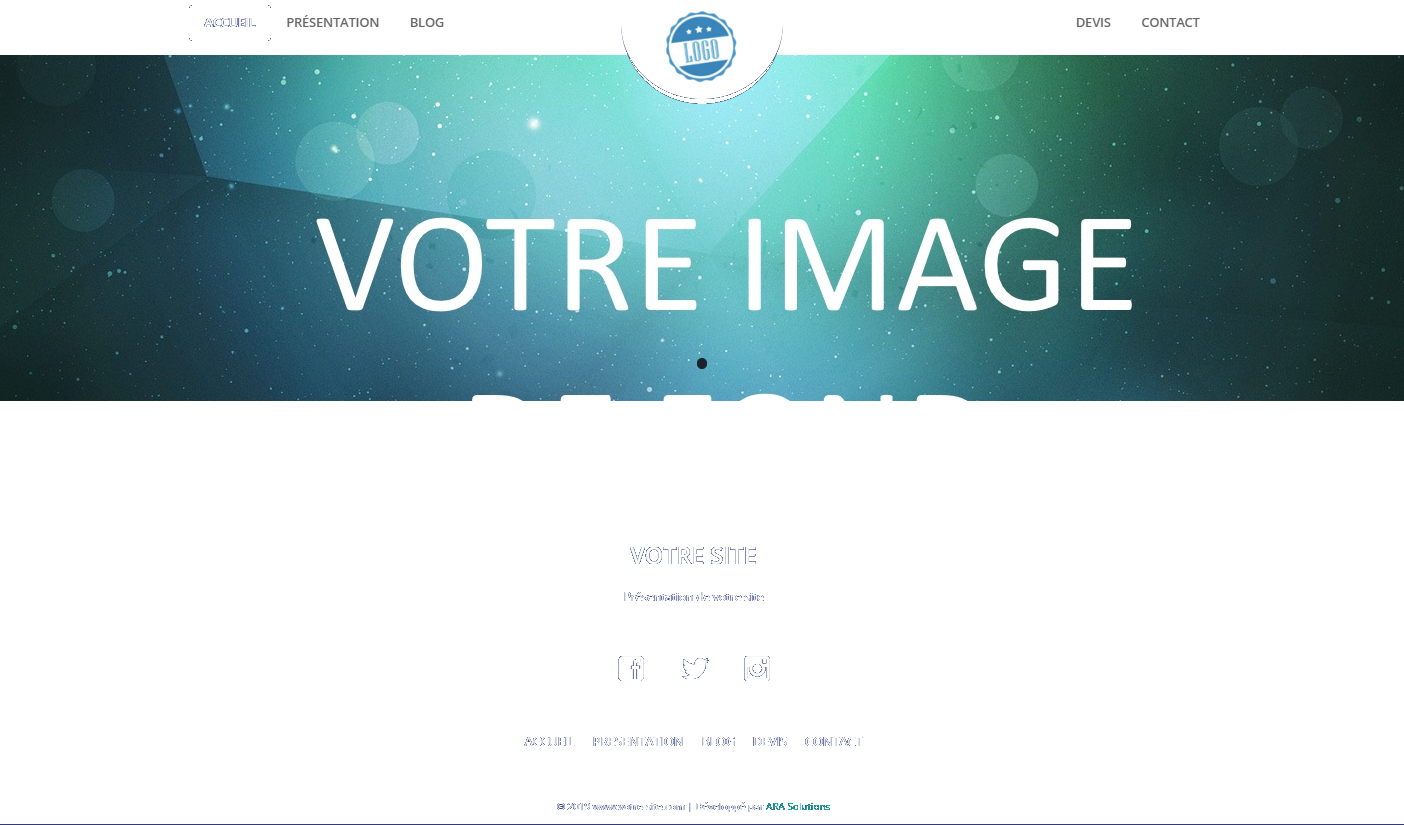 ACCUEIL PRÉSENTATION BLOG LOGO DEVIS CONTACT
VOTRE IMAGE
VOTRE SITE
Présentation de votre site
ACCUEIL PRÉSENTATION BLOG DEVIS CONTACT
© 2019 www.votre-site.com | Développé par ARA Solutions